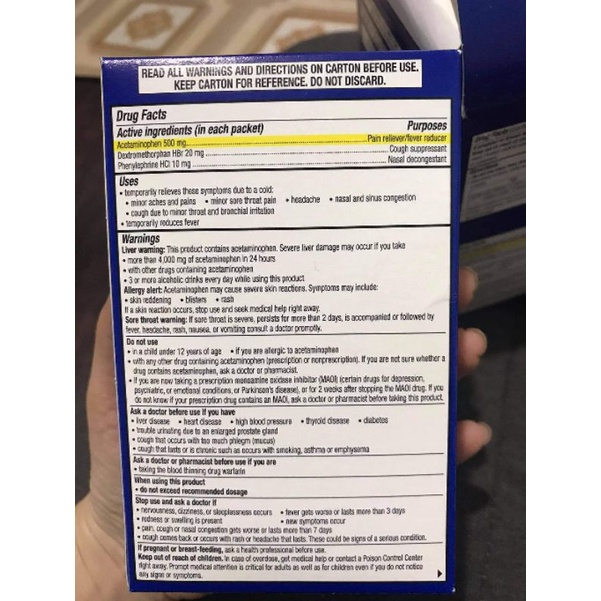 READ ALL WARNINGS AND DIRECTIONS ON CARTON BEFORE USE.
KEEP CARTON FOR REFERENCE. DO NOT DISCARD.
Drug Facts
Active ingredients (in each packet) Purposes
Acetaminophen 500 mg Pain reliever/fever reducer
Dextromethorphan HBr 20 mg Cough suppressant
Phenylephrine HCl 10 mg Nasal decongestant
Uses
• temporarily relieves these symptoms due to a cold:
• minor aches and pains • minor sore throat pain • headache • nasal and sinus congestion
• cough due to minor throat and bronchial irritation
• temporarily reduces fever
Warnings
Liver warning: This product contains acetaminophen. Severe liver damage may occur if you take
• more than 4,000 mg of acetaminophen in 24 hours
• with other drugs containing acetaminophen
• 3 or more alcoholic drinks every day while using this product
Allergy alert: Acetaminophen may cause severe skin reactions. Symptoms may include:
• skin reddening • blisters • rash
If a skin reaction occurs, stop use and seek medical help right away.
Sore throat warning: If sore throat is severe, persists for more than 2 days, is accompanied or followed by
fever, headache, rash, nausea, or vomiting consult a doctor promptly.
Do not use
• in a child under 12 years of age • if you are allergic to acetaminophen
• with any other drug containing acetaminophen (prescription or nonprescription). If you are not sure whether a
drug contains acetaminophen, ask a doctor or pharmacist.
• if you are now taking a prescription monoamine oxidase inhibitor (MAOI) (certain drugs for depression,
psychiatric, or emotional conditions, or Parkinson's disease), or for 2 weeks after stopping the MAOI drug. If you
do not know if your prescription drug contains an MAOI, ask a doctor or pharmacist before taking this product.
Ask a doctor before use if you have
• liver disease • heart disease • high blood pressure • thyroid disease • diabetes
• trouble urinating due to an enlarged prostate gland
• cough that occurs with too much phlegm (mucus)
• cough that lasts or is chronic such as occurs with smoking, asthma or emphysema
Ask a doctor or pharmacist before use if you are
• taking the blood thinning drug warfarin
When using this product
• do not exceed recommended dosage
Stop use and ask a doctor if
• nervousness, dizziness, or sleeplessness occurs • fever gets worse or lasts more than 3 days
• redness or swelling is present • new symptoms occur
• pain, cough or nasal congestion gets worse or lasts more than 7 days
• cough comes back or occurs with rash or headache that lasts. These could be signs of a serious condition.
If pregnant or breast-feeding, ask a health professional before use.
Keep out of reach of children. In case of overdose, get medical help or contact a Poison Control Center
right away. Prompt medical attention is critical for adults as well as for children even if you do not notice
any signs or symptoms.